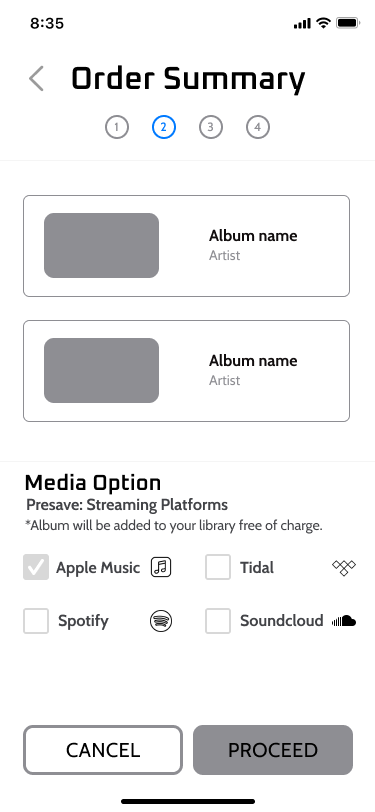 8:35
Order Summary
1 2 3 4
Album name
Artist
Album name
Artist
Media Option
Presave: Streaming Platforms
*Album will be added to your library free of charge.
Apple Music Tidal
Spotify Soundcloud
CANCEL PROCEED